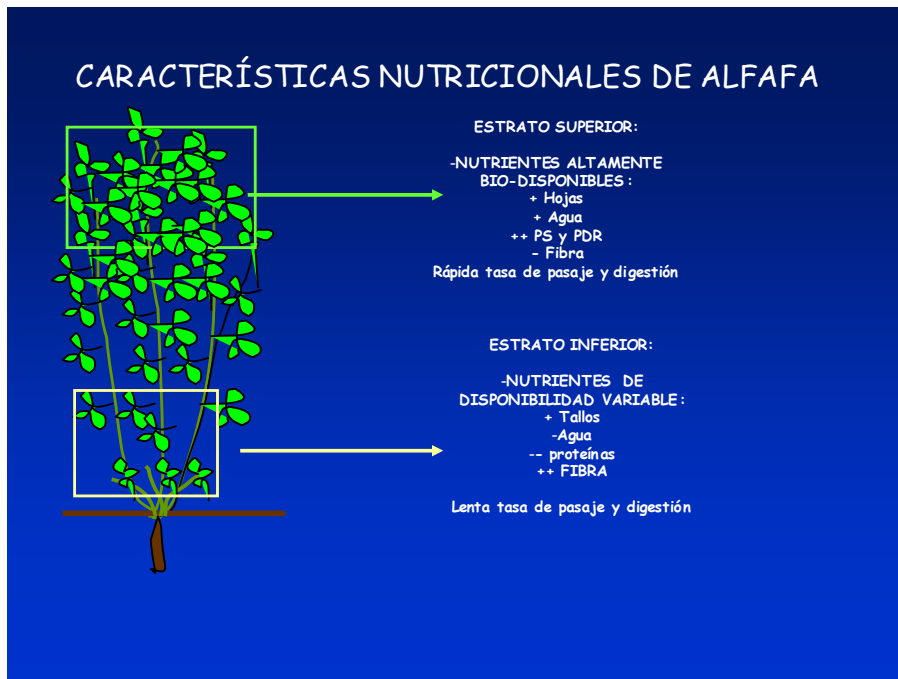 CARACTERÍSTICAS NUTRICIONALES DE ALFAFA
ESTRATO SUPERIOR:
-NUTRIENTES ALTAMENTE
BIO-DISPONIBLES :
+ Hojas
+ Agua
++ PS y PDR
- Fibra
Rápida tasa de pasaje y digestión
ESTRATO INFERIOR:
-NUTRIENTES DE
DISPONIBILIDAD VARIABLE :
+ Tallos
-Agua
-- proteínas
++ FIBRA
Lenta tasa de pasaje y digestión